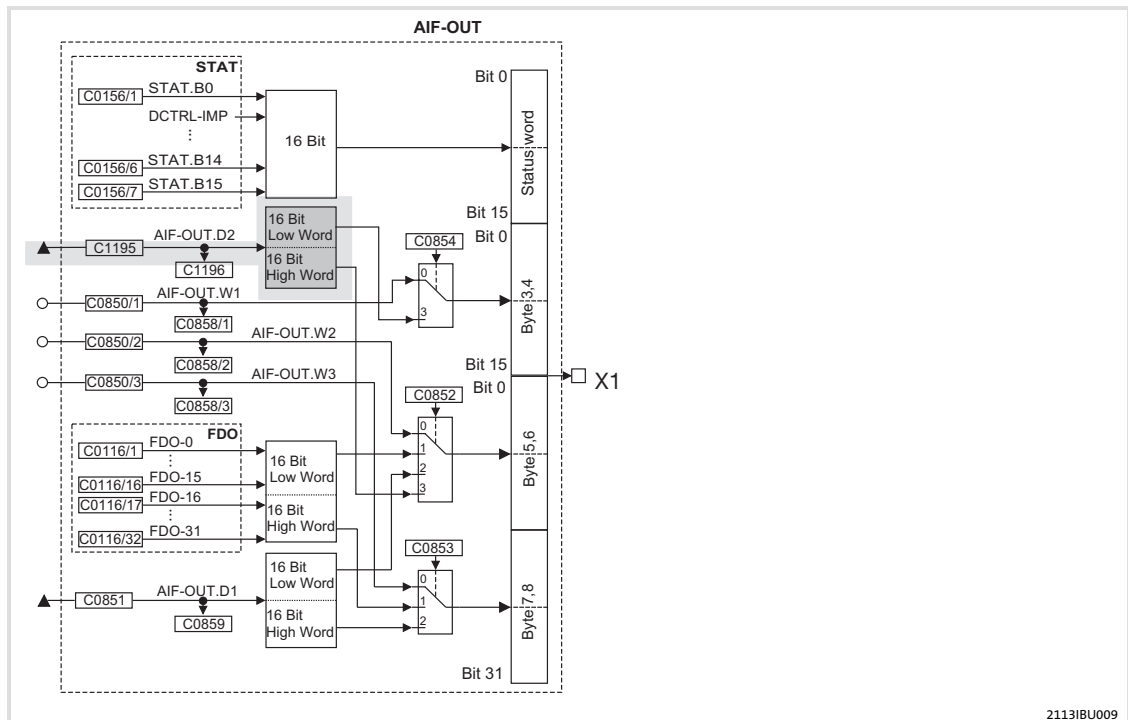 AIF-OUT
STAT
Bit 0
C0156/1 STAT.B0
DCTRL-IMP
⋮
16 Bit
Status word
C0156/6 STAT.B14
C0156/7 STAT.B15
Bit 15
16 Bit
Low Word
Bit 0
C1195 AIF-OUT.D2
C0854
16 Bit
High Word
C1196
0
C0850/1 AIF-OUT.W1
3
Byte 3,4
C0858/1
C0850/2 AIF-OUT.W2
C0858/2
Bit 15
X1
C0850/3 AIF-OUT.W3
Bit 0
C0852
C0858/3
0
FDO
1
C0116/1 FDO-0
⋮
16 Bit
Low Word
2
Byte 5,6
C0116/16 FDO-15
3
C0116/17 FDO-16
⋮
16 Bit
High Word
C0116/32 FDO-31
C0853
16 Bit
Low Word
0
C0851 AIF-OUT.D1
1
Byte 7,8
C0859
16 Bit
High Word
2
Bit 31
2113IBU009